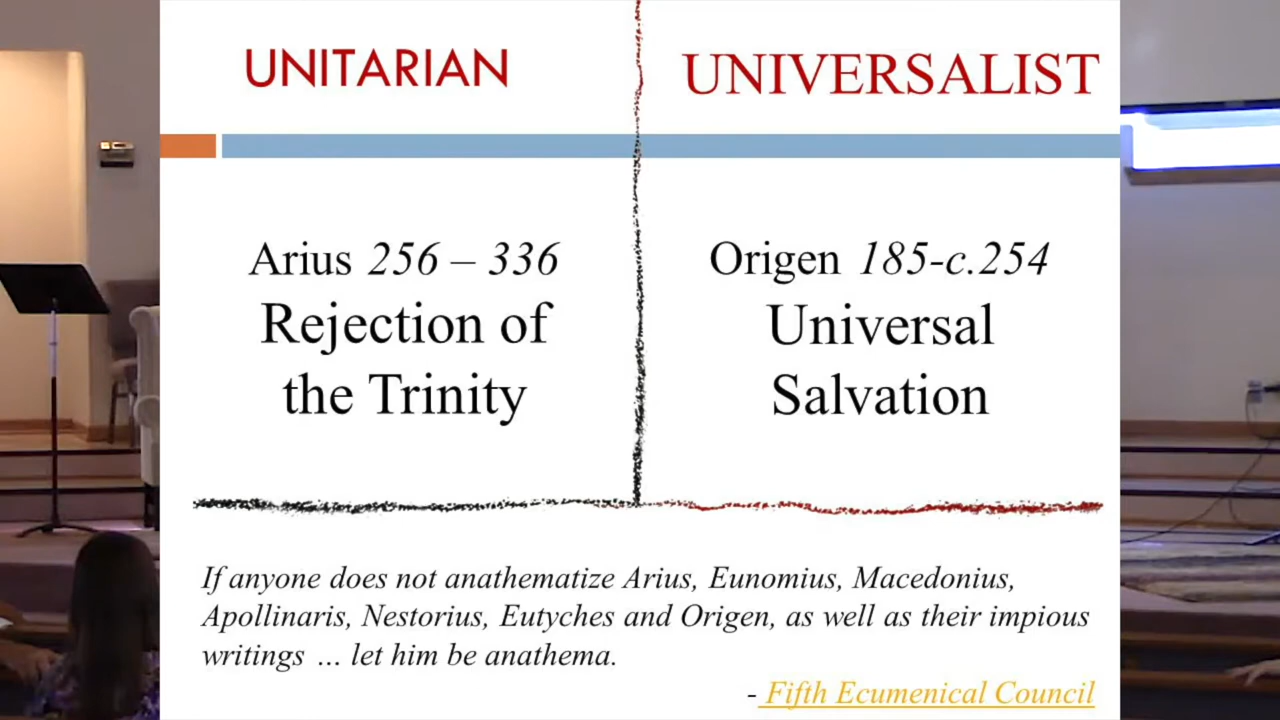 UNITARIAN
UNIVERSALIST
Arius 256 – 336
Rejection of
the Trinity
Origen 185-c.254
Universal
Salvation
If anyone does not anathematize Arius, Eunomius, Macedonius,
Apollinaris, Nestorius, Eutyches and Origen, as well as their impious
writings ... let him be anathema.
- Fifth Ecumenical Council